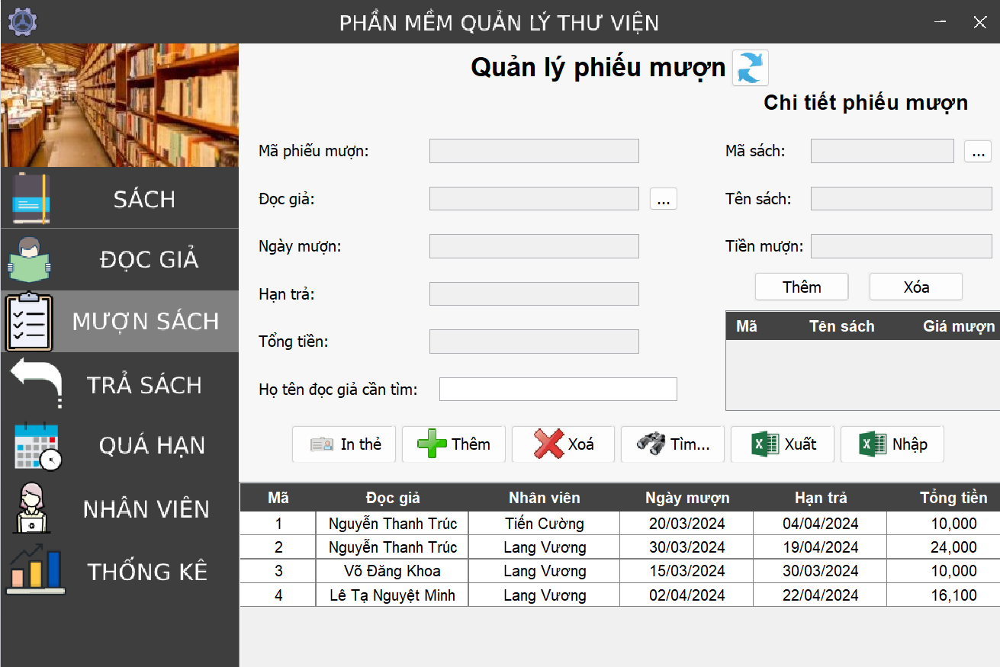 PHẦN MỀM QUẢN LÝ THƯ VIỆN
SÁCH
ĐỌC GIẢ
MƯỢN SÁCH
TRẢ SÁCH
QUÁ HẠN
NHÂN VIÊN
THỐNG KÊ
Quản lý phiếu mượn
Chi tiết phiếu mượn
Mã phiếu mượn:
Đọc giả: ...
Ngày mượn:
Hạn trả:
Tổng tiền:
Họ tên đọc giả cần tìm:
Mã sách: ...
Tên sách:
Tiền mượn:
Thêm Xóa
Mã Tên sách Giá mượn
In thẻ Thêm Xoá Tìm... Xuất Nhập
Mã Đọc giả Nhân viên Ngày mượn Hạn trả Tổng tiền
1 Nguyễn Thanh Trúc Tiến Cường 20/03/2024 04/04/2024 10,000
2 Nguyễn Thanh Trúc Lang Vương 30/03/2024 19/04/2024 24,000
3 Võ Đăng Khoa Lang Vương 15/03/2024 30/03/2024 10,000
4 Lê Tạ Nguyệt Minh Lang Vương 02/04/2024 22/04/2024 16,100